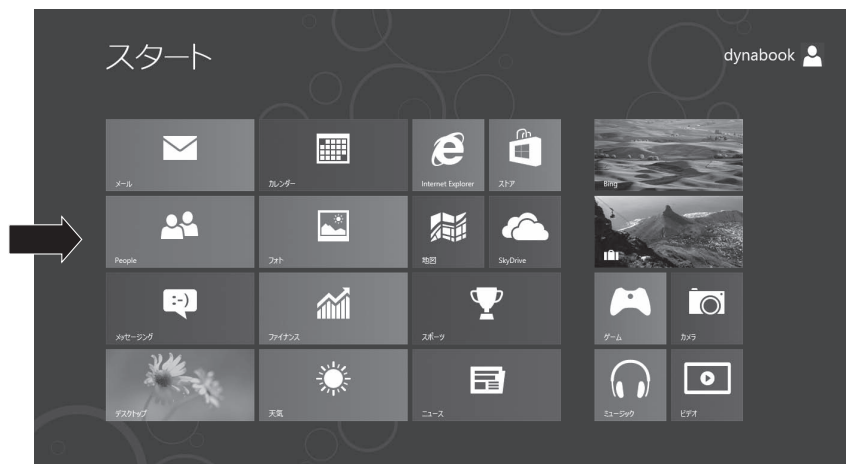 スタート
dynabook
メール
カレンダー
Internet Explorer
ストア
Bing
People
フォト
地図
SkyDrive
:-)
メッセージング
ファイナンス
スポーツ
ゲーム
カメラ
デスクトップ
天気
ニュース
ミュージック
ビデオ